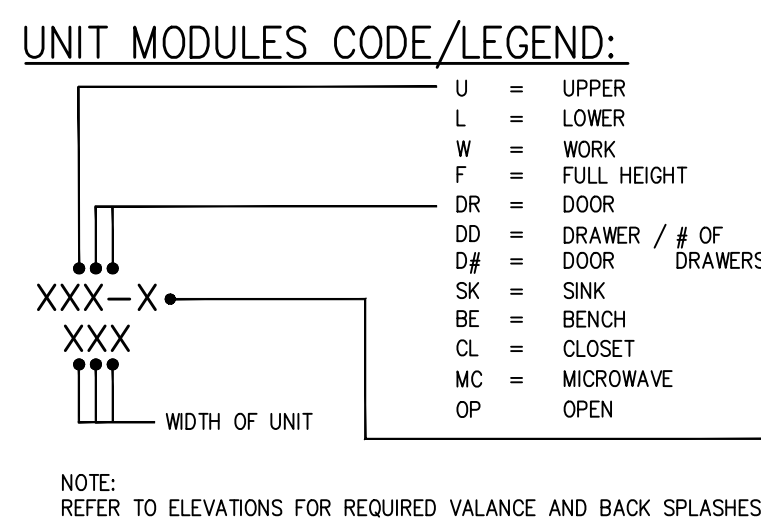 UNIT MODULES CODE/LEGEND:
U = UPPER
L = LOWER
W = WORK
F = FULL HEIGHT
DR = DOOR
DD = DRAWER / # OF
D# = DOOR DRAWERS
SK = SINK
BE = BENCH
CL = CLOSET
MC = MICROWAVE
OP OPEN
XXX-X
XXX
WIDTH OF UNIT
NOTE:
REFER TO ELEVATIONS FOR REQUIRED VALANCE AND BACK SPLASHES